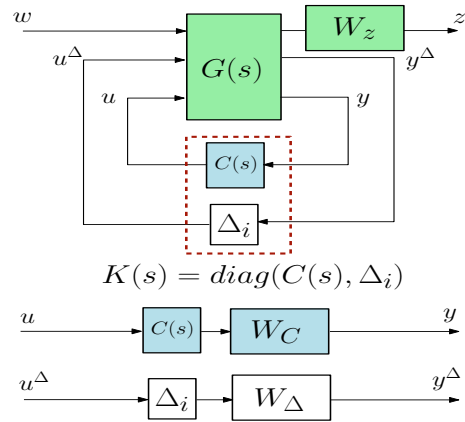 w W_z z
u^Δ G(s) y^Δ
u y
C(s)
Δ_i
K(s) = diag(C(s), Δ_i)
u C(s) W_C y
u^Δ Δ_i W_Δ y^Δ